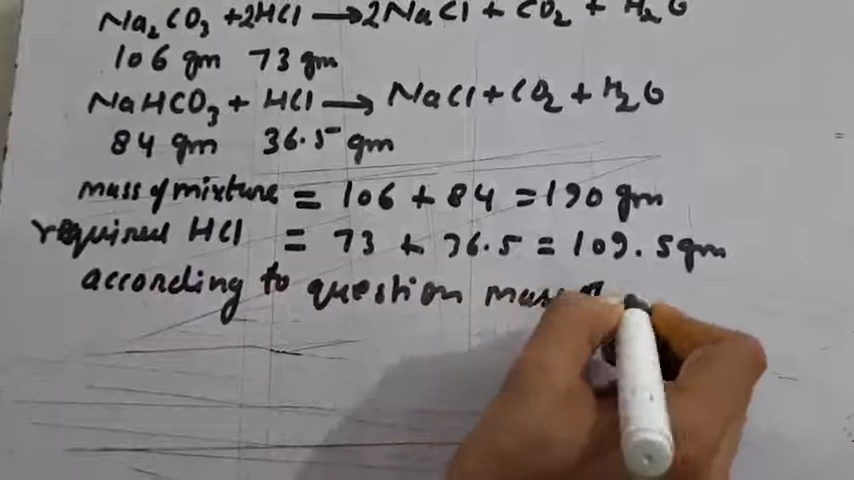 Na₂CO₃ + 2HCl ⟶ 2NaCl + CO₂ + H₂O
106 gm 73 gm
NaHCO₃ + HCl ⟶ NaCl + CO₂ + H₂O
84 gm 36.5 gm
mass of mixture = 106 + 84 = 190 gm
required HCl = 73 + 36.5 = 109.5 gm
according to question mass